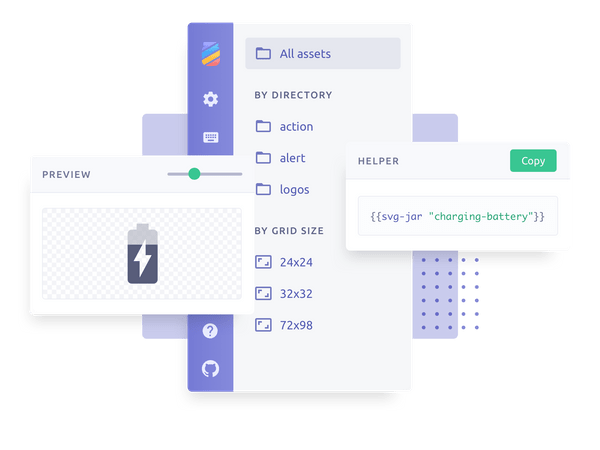 All assets
BY DIRECTORY
action
alert
logos
BY GRID SIZE
24x24
32x32
72x98
PREVIEW
HELPER
Copy
{{svg-jar "charging-battery"}}
?